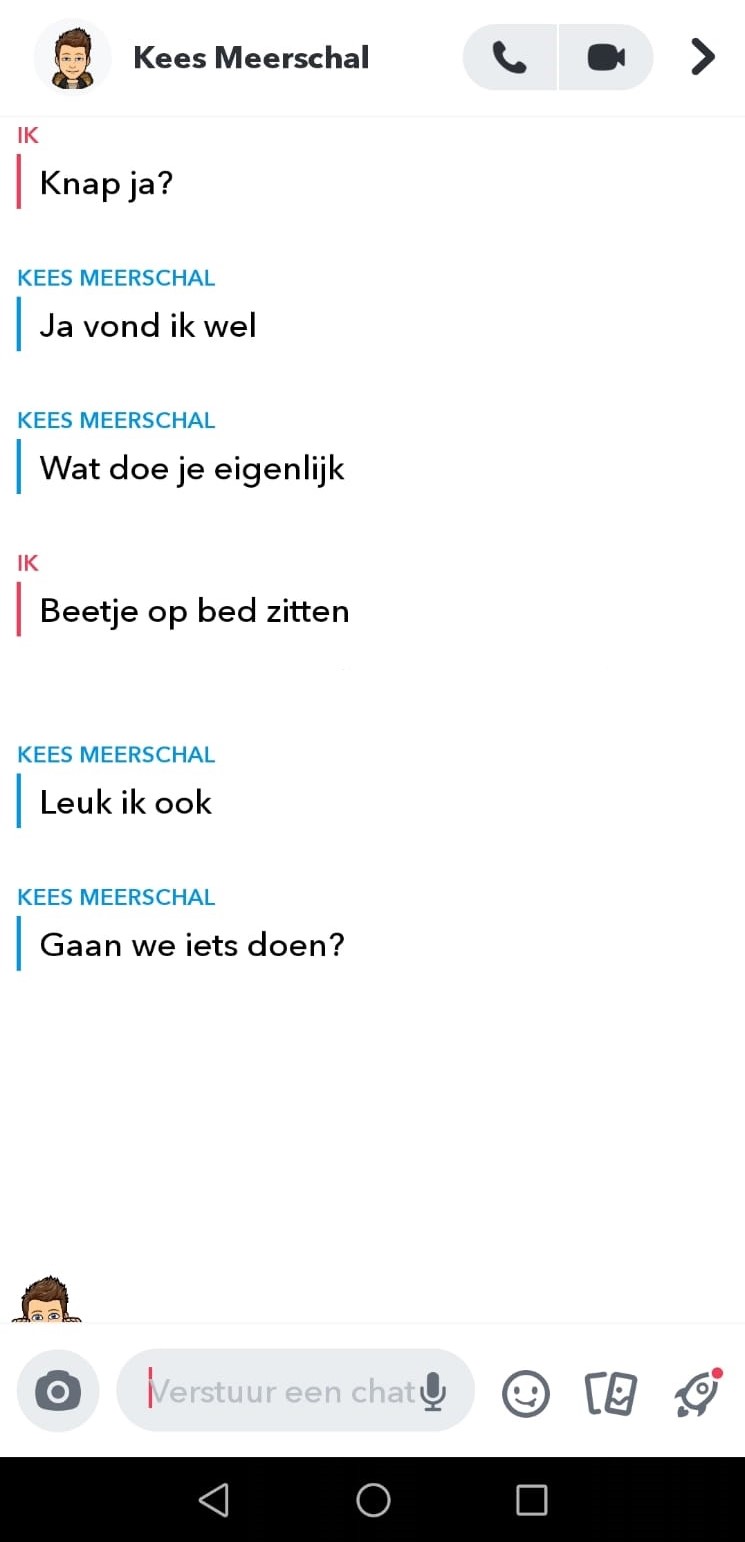 Kees Meerschal
IK
Knap ja?
KEES MEERSCHAL
Ja vond ik wel
KEES MEERSCHAL
Wat doe je eigenlijk
IK
Beetje op bed zitten
KEES MEERSCHAL
Leuk ik ook
KEES MEERSCHAL
Gaan we iets doen?
Verstuur een chat